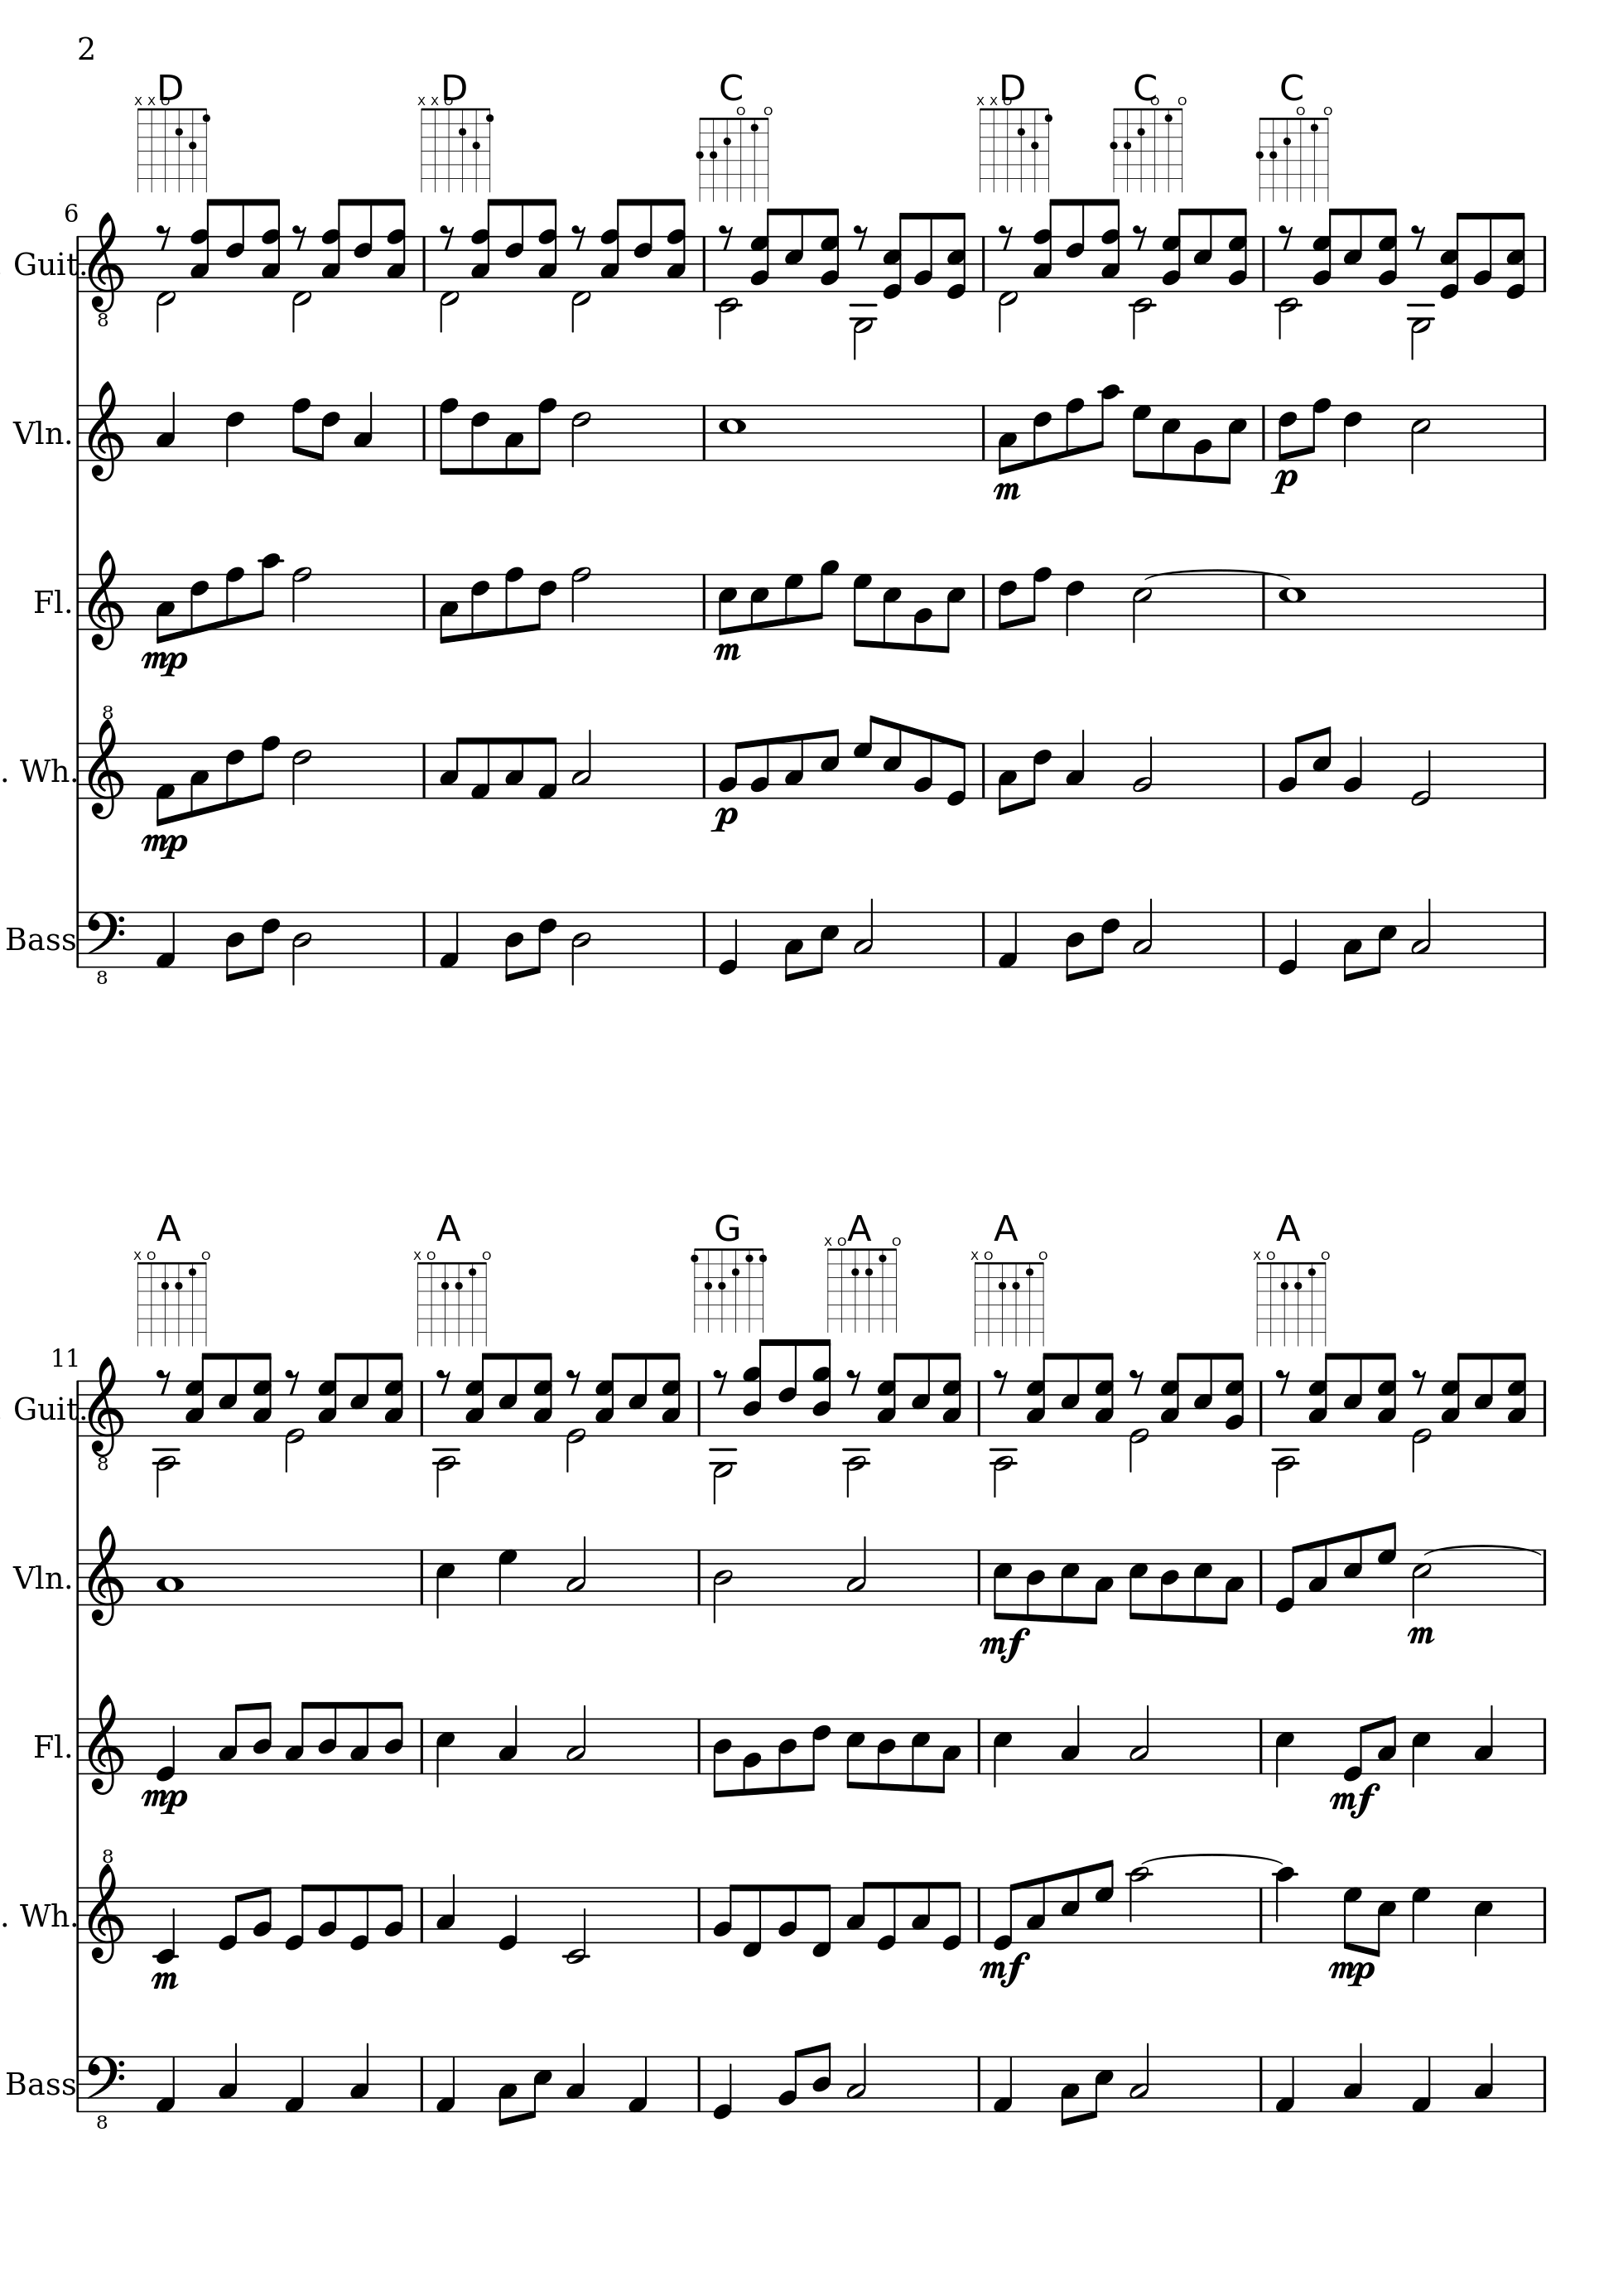 2
D D C D C C
x x o x x o o o x x o o o o o
6
Guit.
8
Vln.
m p
Fl.
mp m
8
. Wh.
mp p
Bass
8
A A G A A A
x o o x o o x o o x o o x o o
11
Guit.
8
Vln.
mf m
Fl.
mp mf
8
. Wh.
m mf mp
Bass
8